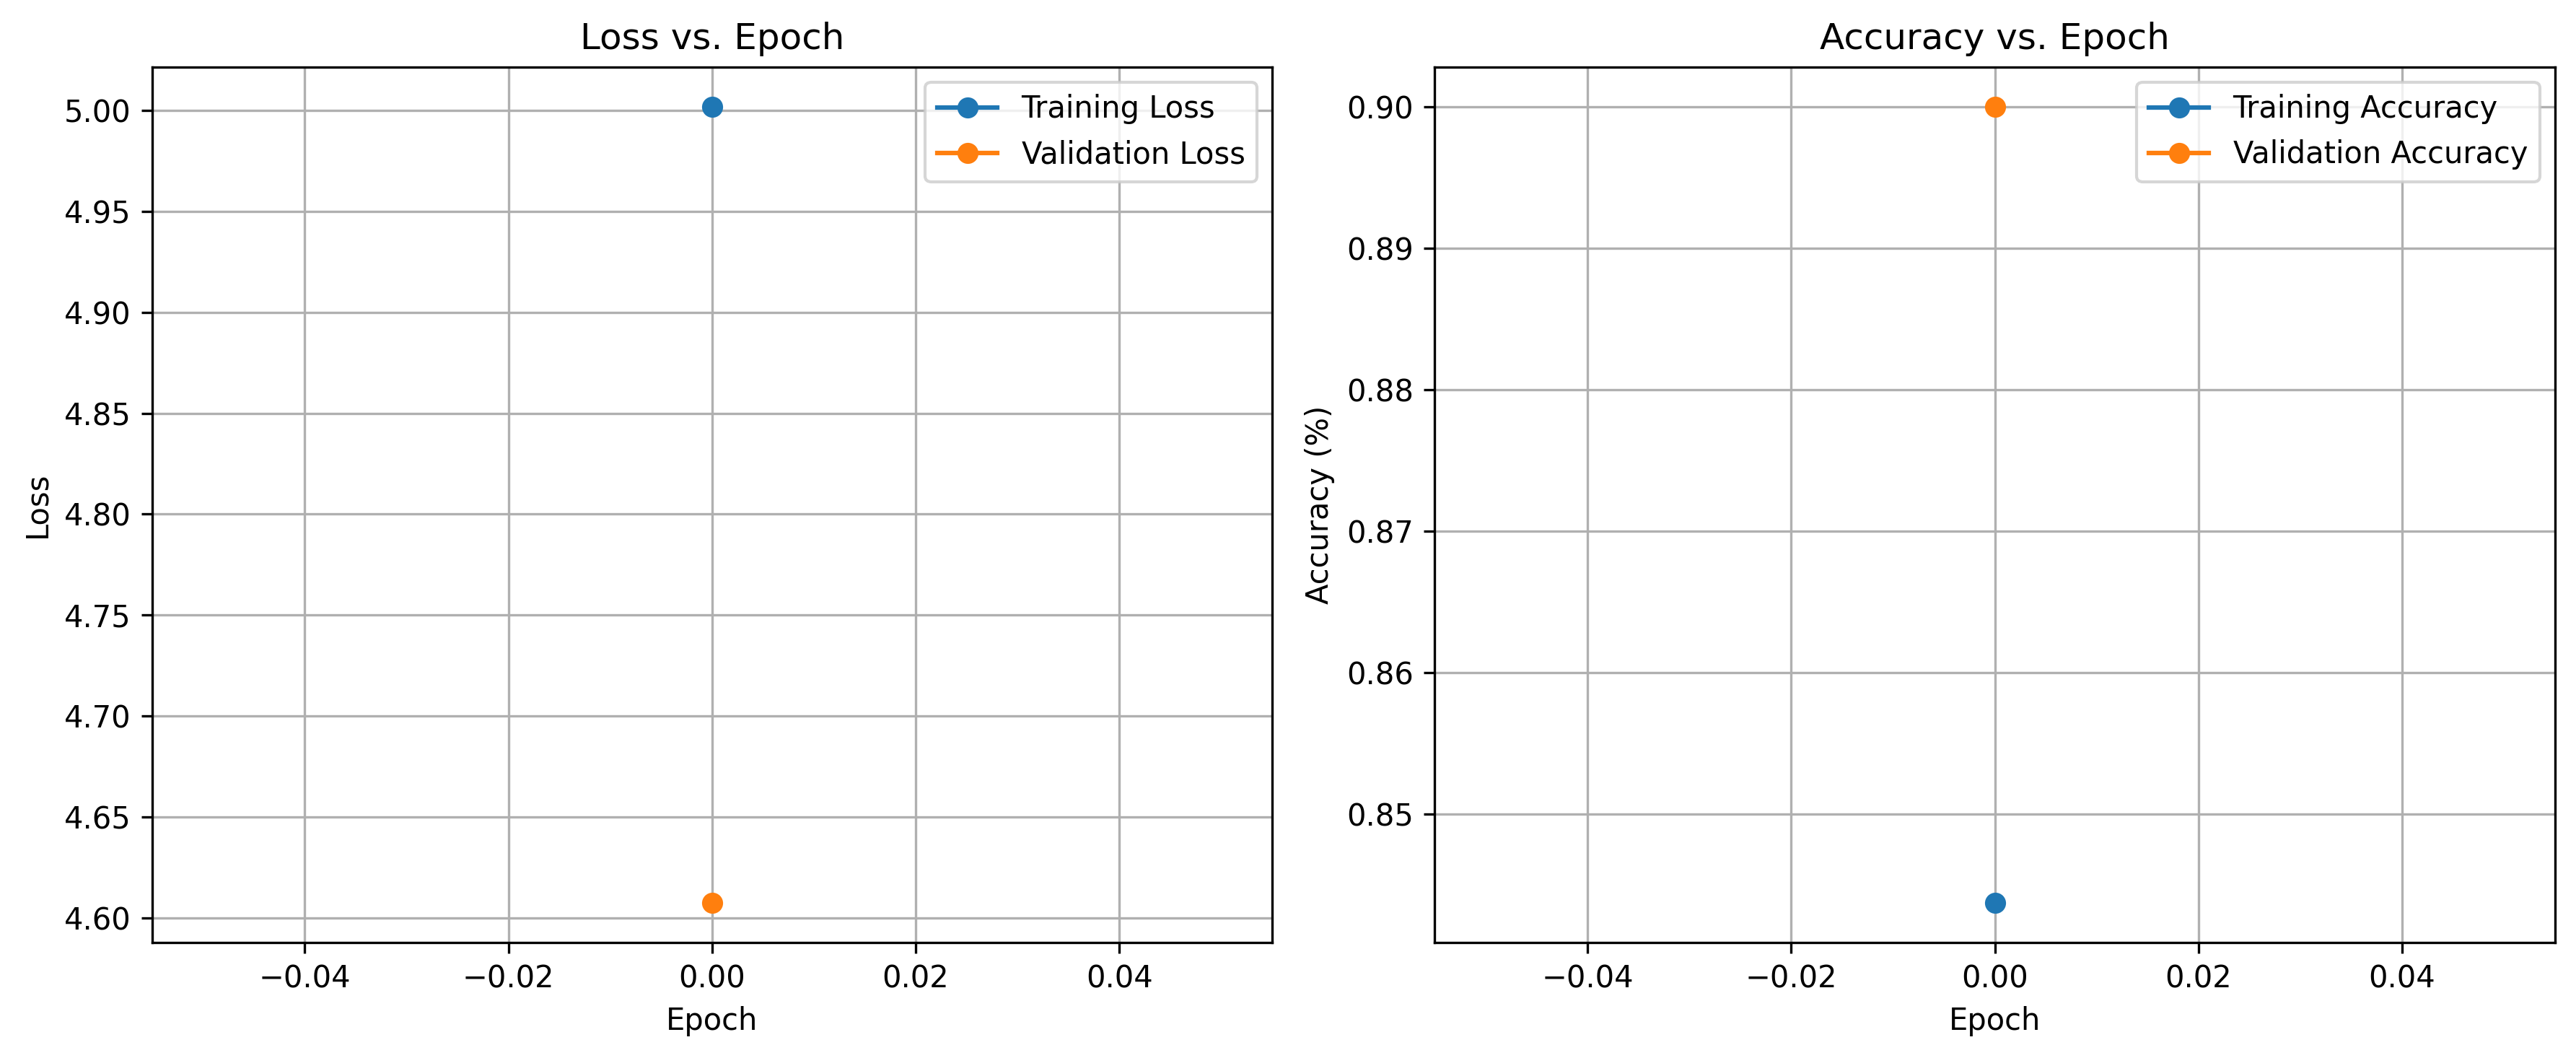 Loss vs. Epoch
5.00
4.95
4.90
4.85
4.80
4.75
4.70
4.65
4.60
Loss
−0.04
−0.02
0.00
0.02
0.04
Epoch
Training Loss
Validation Loss
Accuracy vs. Epoch
0.90
0.89
0.88
0.87
0.86
0.85
Accuracy (%)
−0.04
−0.02
0.00
0.02
0.04
Epoch
Training Accuracy
Validation Accuracy